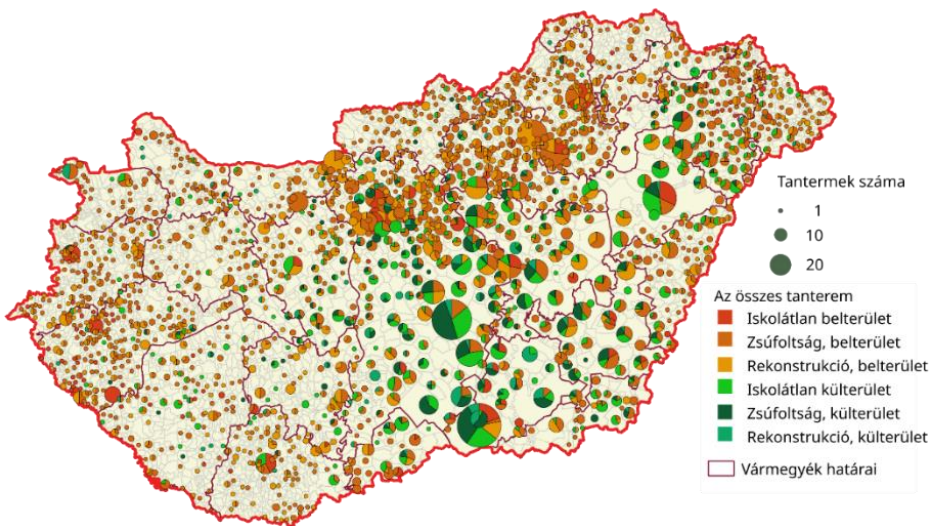 Tantermek száma
1
10
20
Az összes tanterem
Iskolátlan belterület
Zsúfoltság, belterület
Rekonstrukció, belterület
Iskolátlan külterület
Zsúfoltság, külterület
Rekonstrukció, külterület
Vármegyék határai